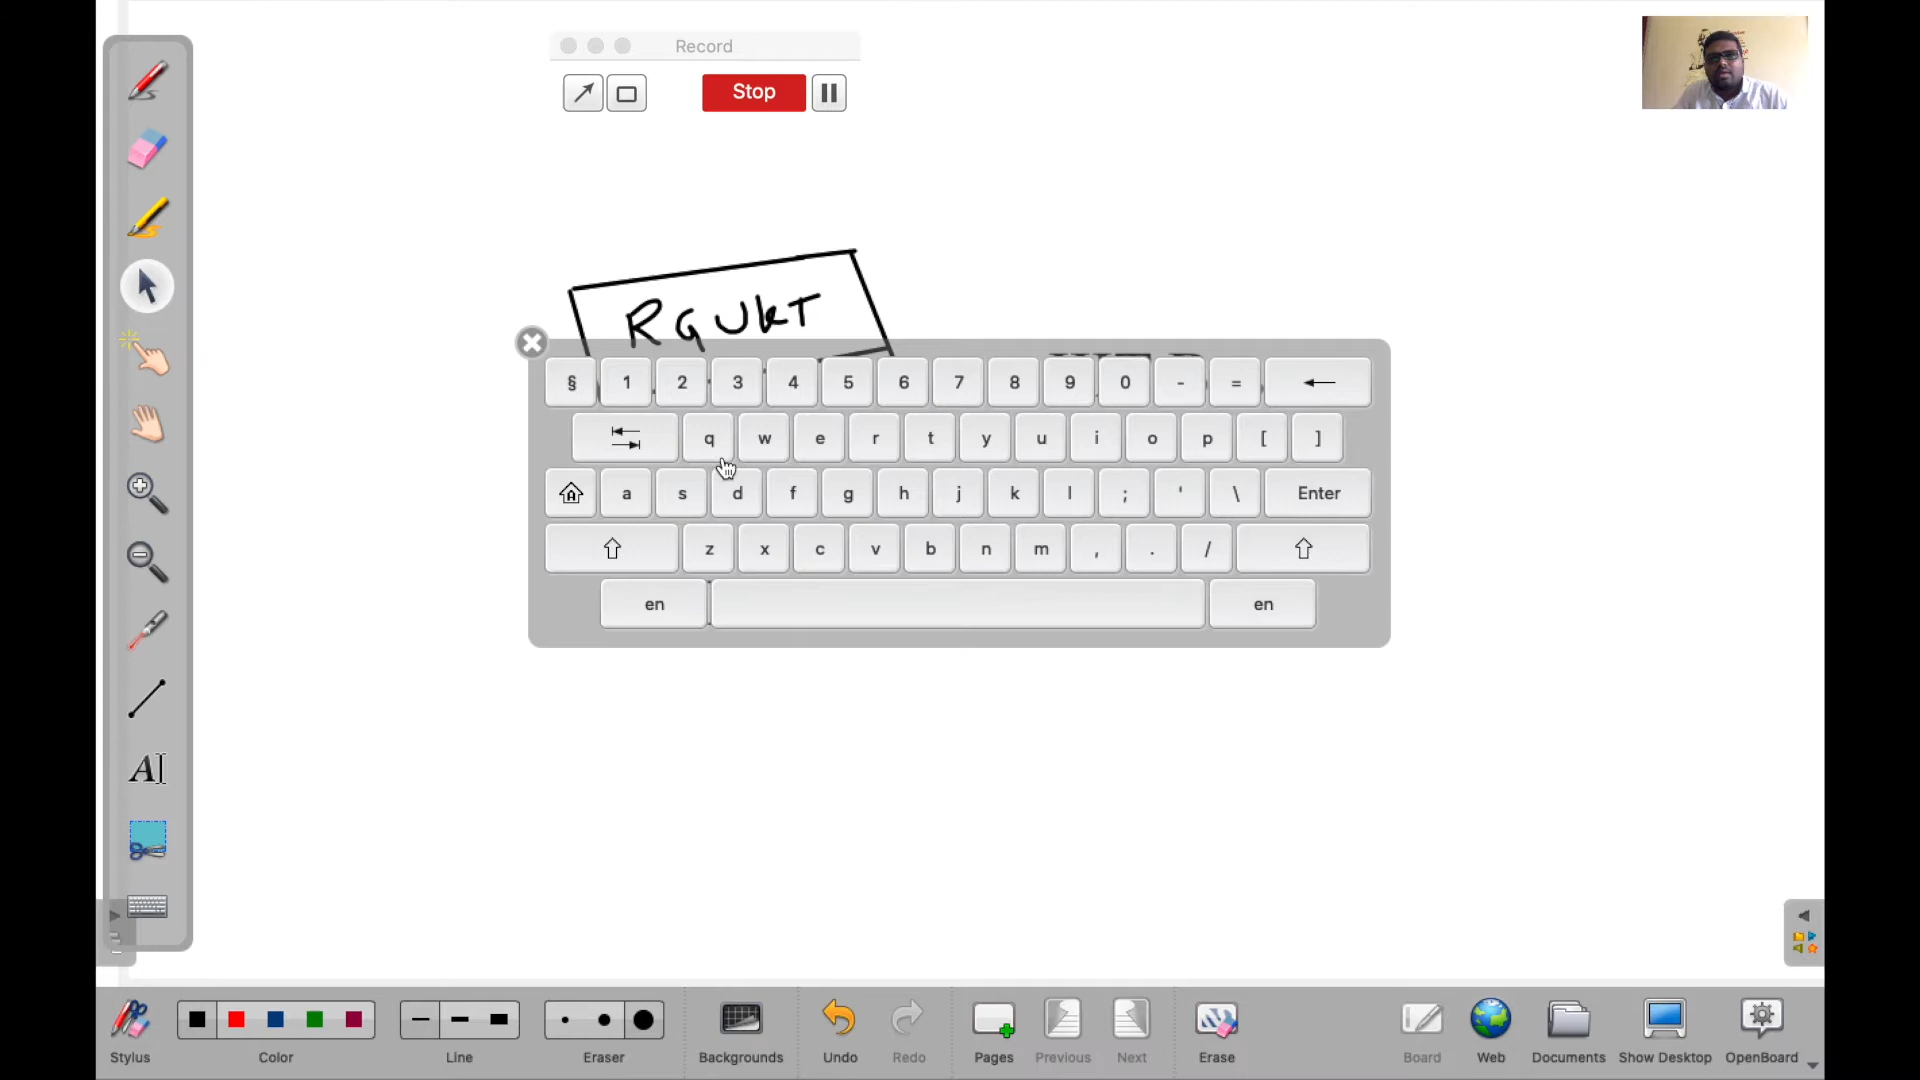 Record
Stop
RGUKT
§ 1 2 3 4 5 6 7 8 9 0 - =
q w e r t y u i o p [ ]
a s d f g h j k l ; ' \ Enter
z x c v b n m , . /
en en
Stylus Color Line Eraser Backgrounds Undo Redo Pages Previous Next Erase Board Web Documents Show Desktop OpenBoard